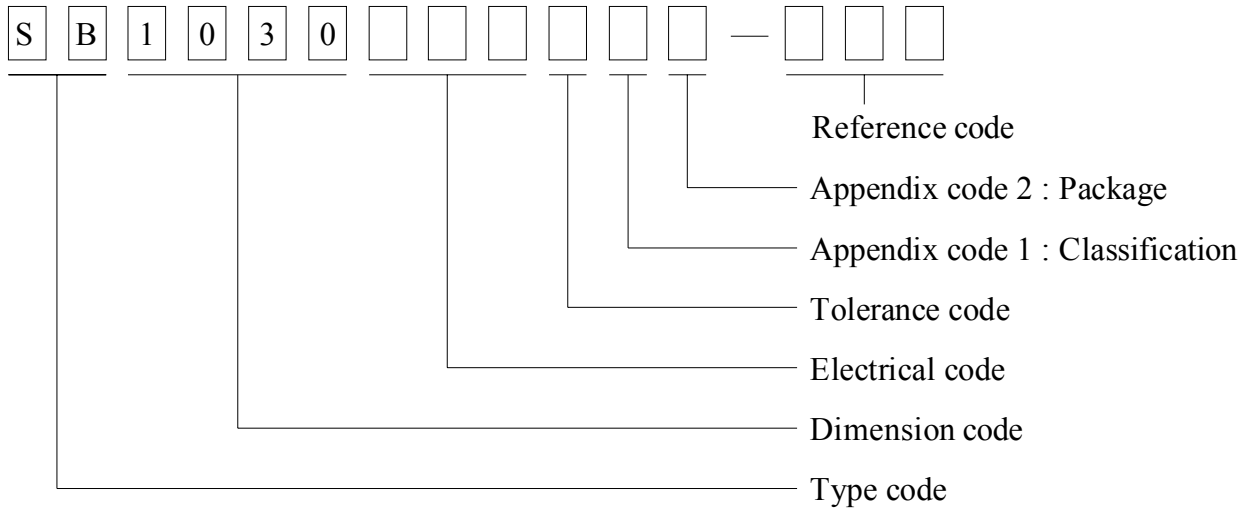 S B 1 0 3 0 —
Reference code
Appendix code 2 : Package
Appendix code 1 : Classification
Tolerance code
Electrical code
Dimension code
Type code